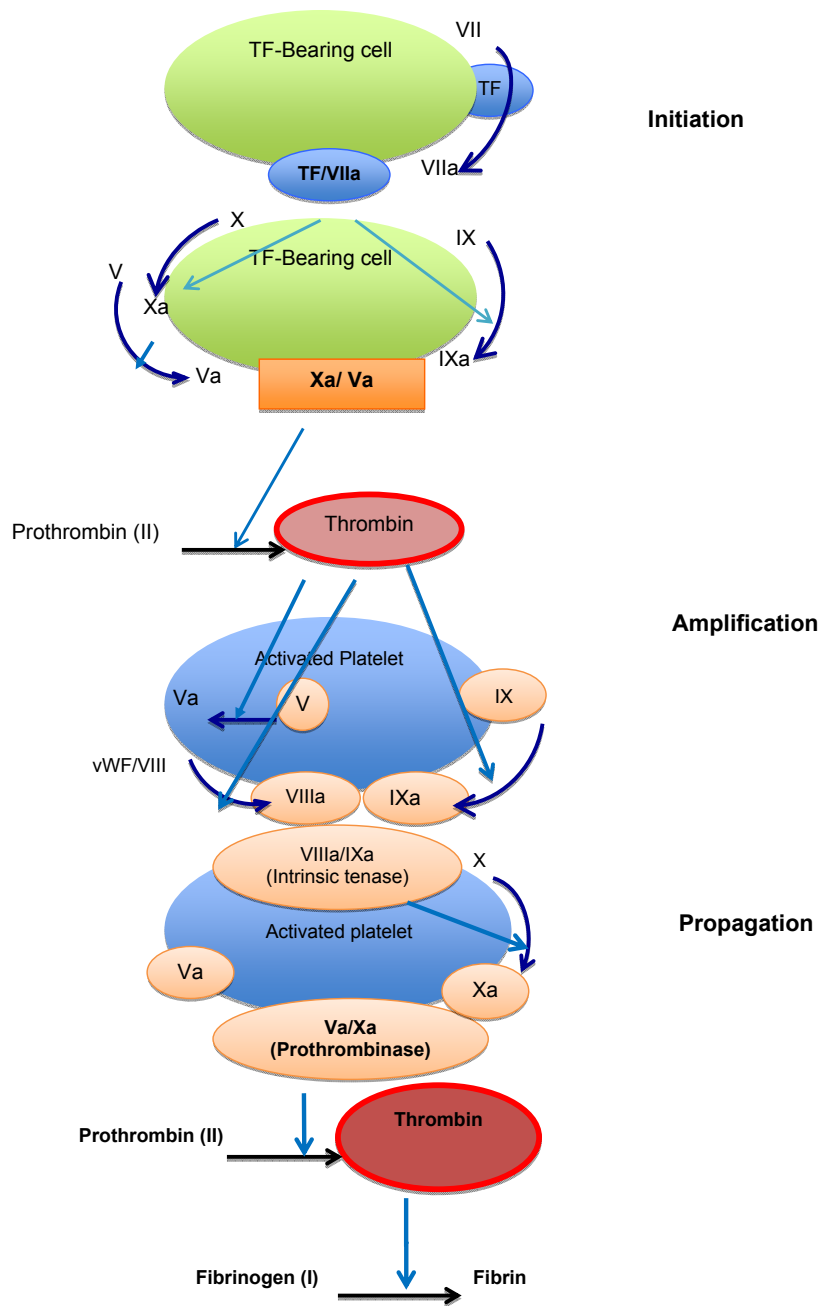 VII
TF-Bearing cell
TF
Initiation
VIIa
TF/VIIa
X
IX
TF-Bearing cell
V
Xa
IXa
Va
Xa/ Va
Thrombin
Prothrombin (II)
Amplification
Activated Platelet
Va
V
IX
vWF/VIII
VIIIa
IXa
VIIIa/IXa
(Intrinsic tenase)
X
Propagation
Activated platelet
Va
Xa
Va/Xa
(Prothrombinase)
Thrombin
Prothrombin (II)
Fibrinogen (I)
Fibrin